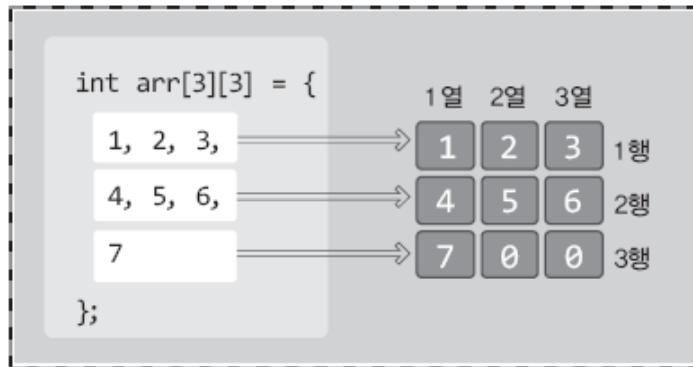 int arr[3][3] = {
1, 2, 3,
4, 5, 6,
7
};
1열 2열 3열
1 2 3 1행
4 5 6 2행
7 0 0 3행